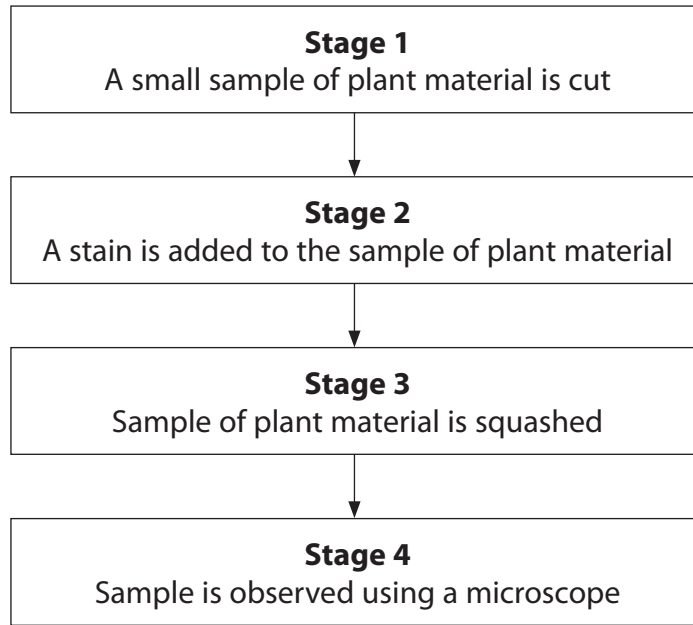 Stage 1
A small sample of plant material is cut
Stage 2
A stain is added to the sample of plant material
Stage 3
Sample of plant material is squashed
Stage 4
Sample is observed using a microscope